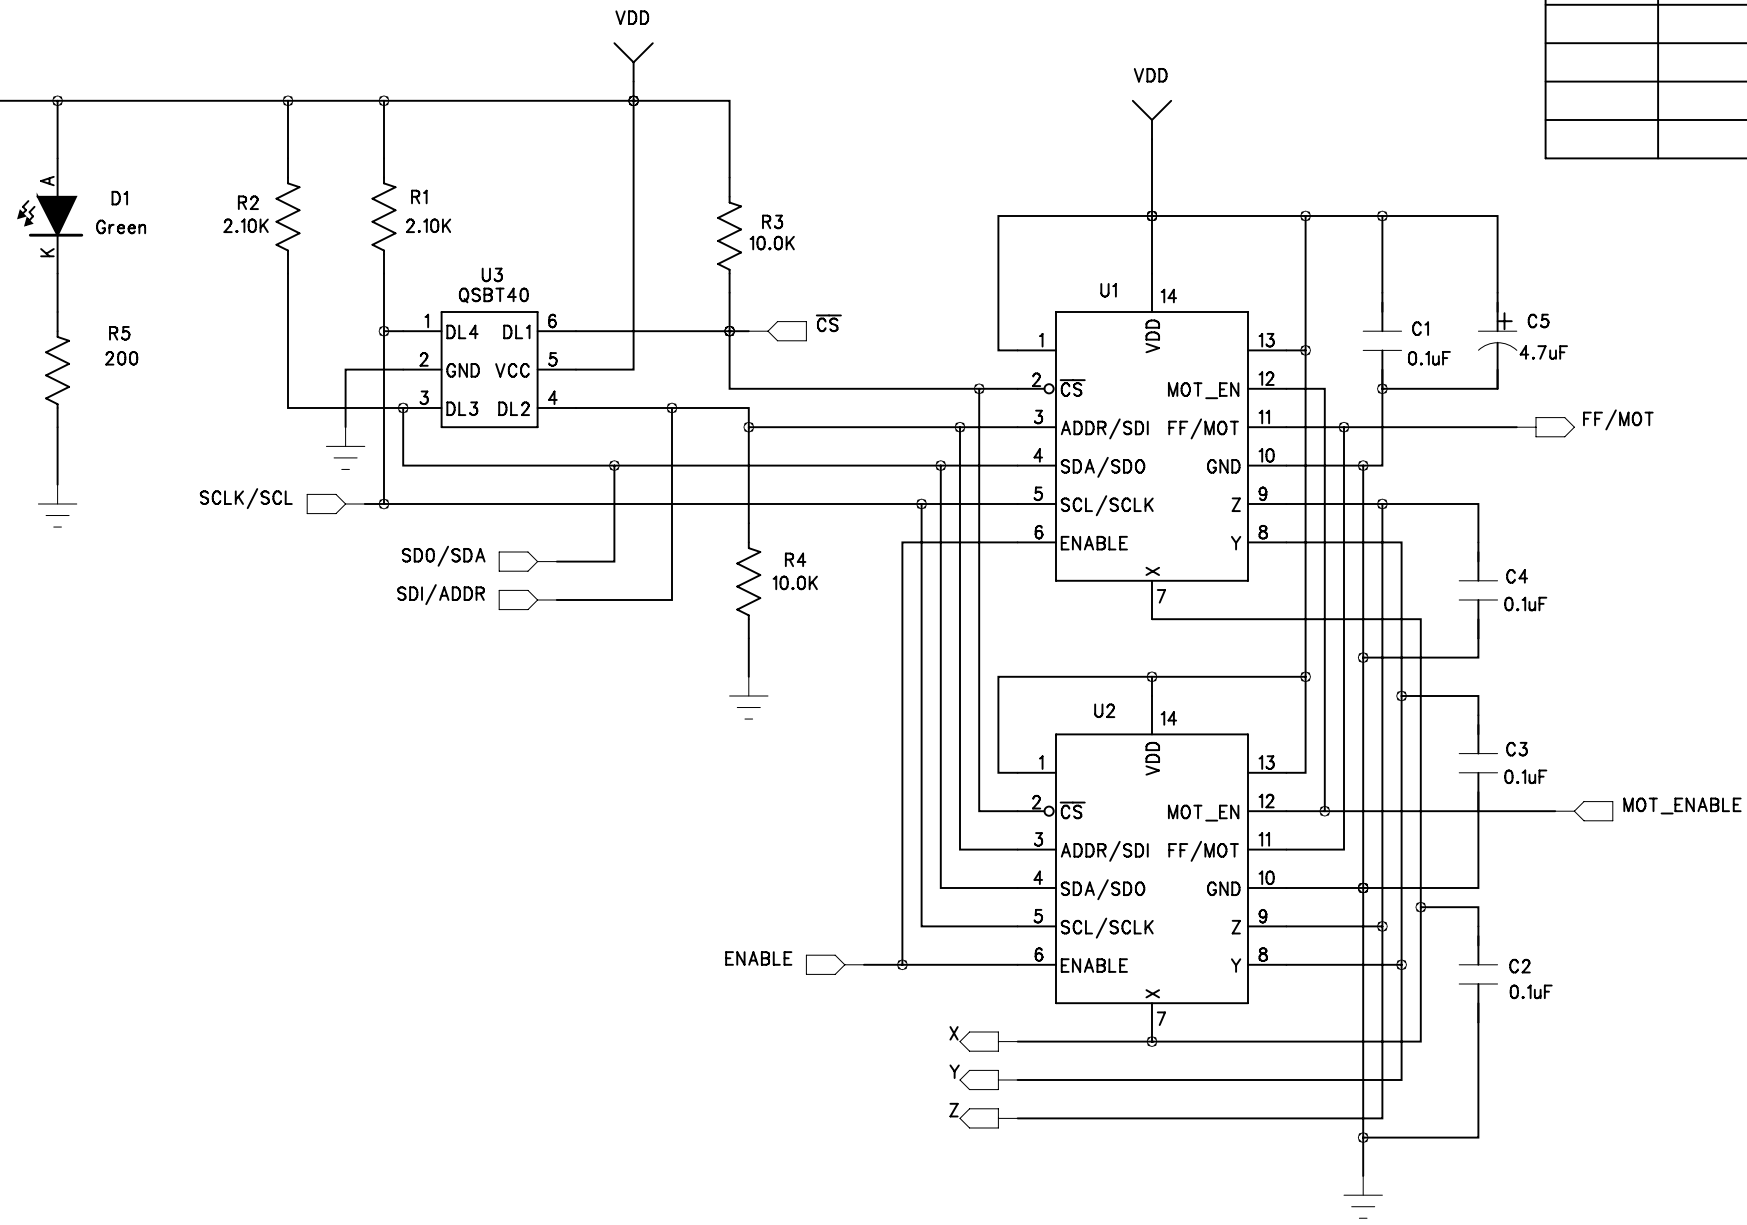 VDD
VDD
A
D1
Green
K
R5
200
R2
2.10K
R1
2.10K
R3
10.0K
U3
QSBT40
1 DL4 DL1 6
2 GND VCC 5
3 DL3 DL2 4
CS
SCLK/SCL
SDO/SDA
SDI/ADDR
R4
10.0K
U1
14
VDD
1 13
2 CS MOT_EN 12
3 ADDR/SDI FF/MOT 11
4 SDA/SDO GND 10
5 SCL/SCLK Z 9
6 ENABLE Y 8
X
7
C1
0.1uF
+ C5
4.7uF
FF/MOT
C4
0.1uF
U2
14
VDD
1 13
2 CS MOT_EN 12
3 ADDR/SDI FF/MOT 11
4 SDA/SDO GND 10
5 SCL/SCLK Z 9
6 ENABLE Y 8
X
7
C3
0.1uF
MOT_ENABLE
ENABLE
C2
0.1uF
X
Y
Z